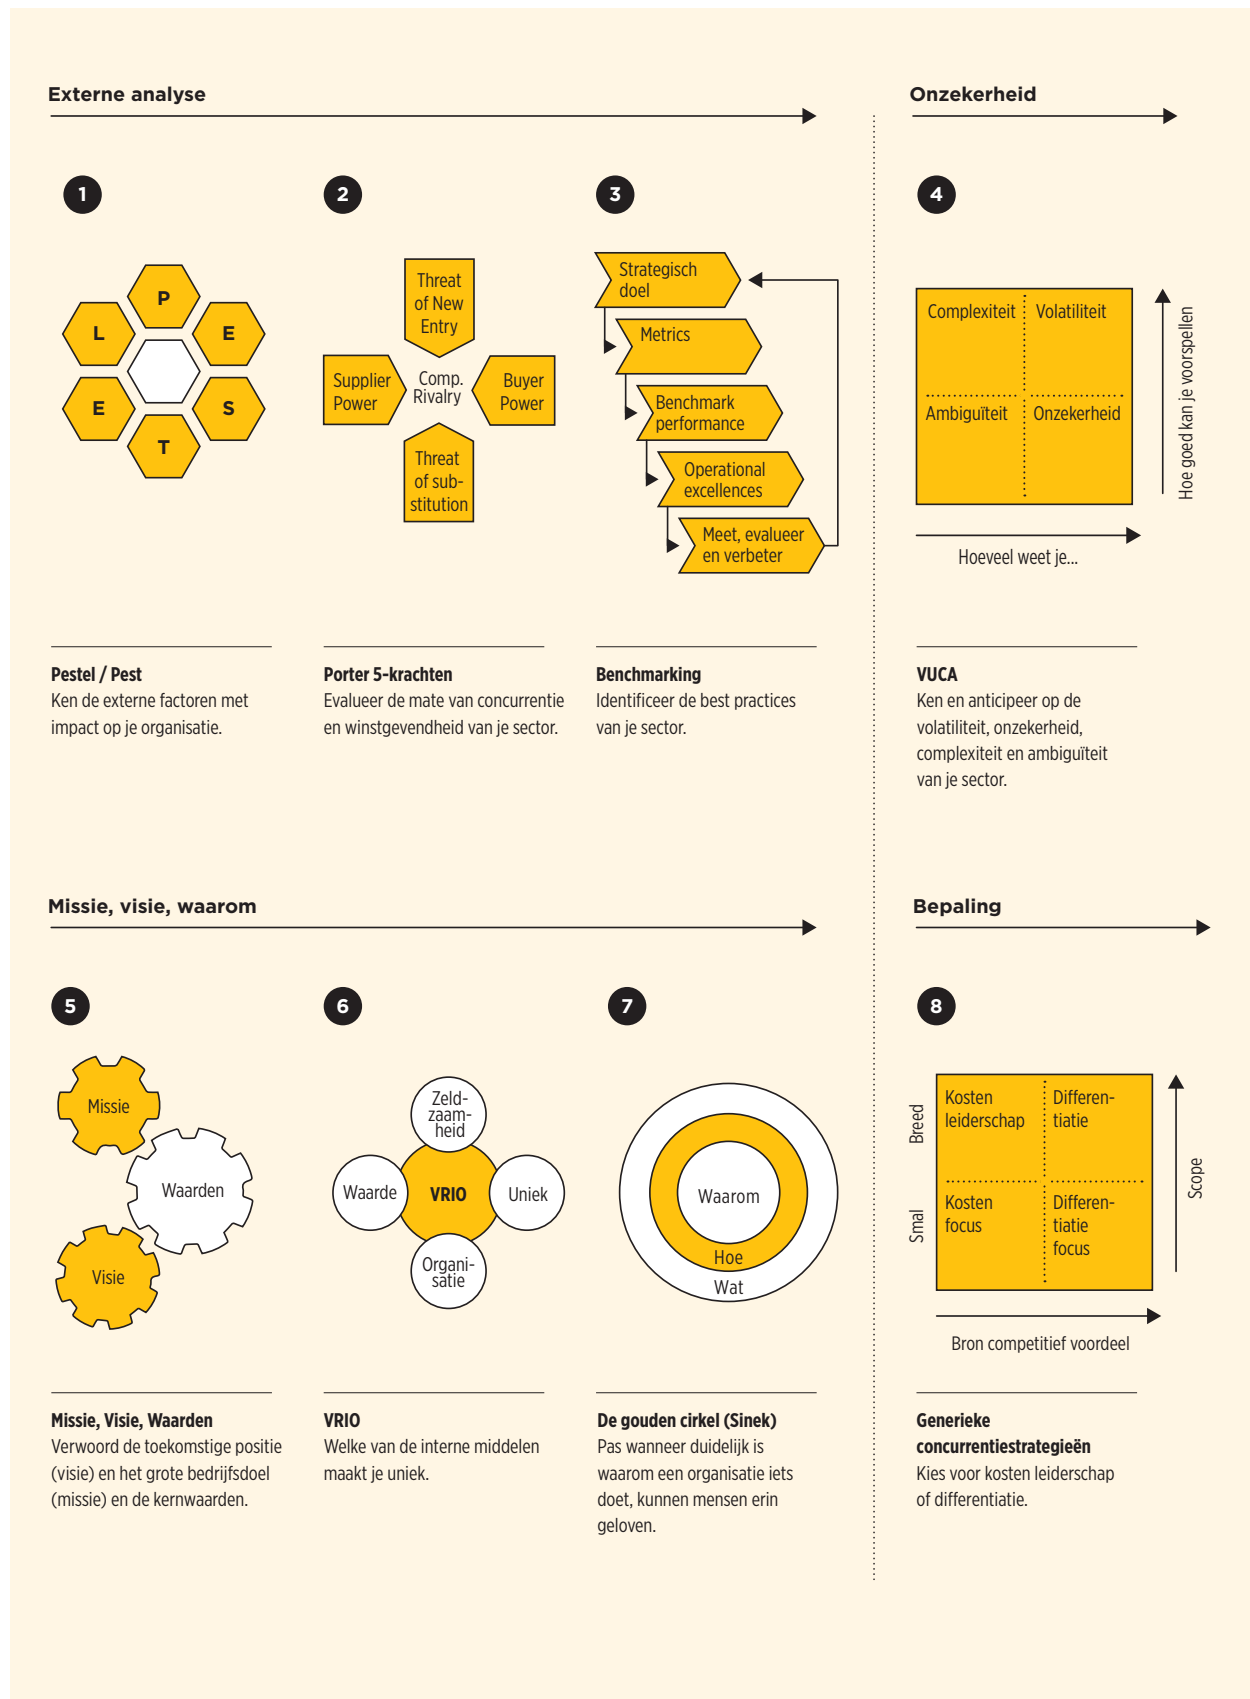 Externe analyse
Onzekerheid
1
2
3
4
P
L
E
E
S
T
Threat
of New
Entry
Supplier
Power
Comp.
Rivalry
Buyer
Power
Threat
of sub-
stitution
Strategisch
doel
Metrics
Benchmark
performance
Operational
excellences
Meet, evalueer
en verbeter
Complexiteit
Volatiliteit
Ambiguïteit
Onzekerheid
Hoe goed kan je voorspellen
Hoeveel weet je...
Pestel / Pest
Ken de externe factoren met
impact op je organisatie.
Porter 5-krachten
Evalueer de mate van concurrentie
en winstgevendheid van je sector.
Benchmarking
Identificeer de best practices
van je sector.
VUCA
Ken en anticipeer op de
volatiliteit, onzekerheid,
complexiteit en ambiguïteit
van je sector.
Missie, visie, waarom
Bepaling
5
6
7
8
Missie
Waarden
Visie
Zeld-
zaam-
heid
Waarde
VRIO
Uniek
Organi-
satie
Waarom
Hoe
Wat
Kosten
leiderschap
Differen-
tiatie
Kosten
focus
Differen-
tiatie
focus
Breed
Smal
Scope
Bron competitief voordeel
Missie, Visie, Waarden
Verwoord de toekomstige positie
(visie) en het grote bedrijfsdoel
(missie) en de kernwaarden.
VRIO
Welke van de interne middelen
maakt je uniek.
De gouden cirkel (Sinek)
Pas wanneer duidelijk is
waarom een organisatie iets
doet, kunnen mensen erin
geloven.
Generieke
concurrentiestrategieën
Kies voor kosten leiderschap
of differentiatie.